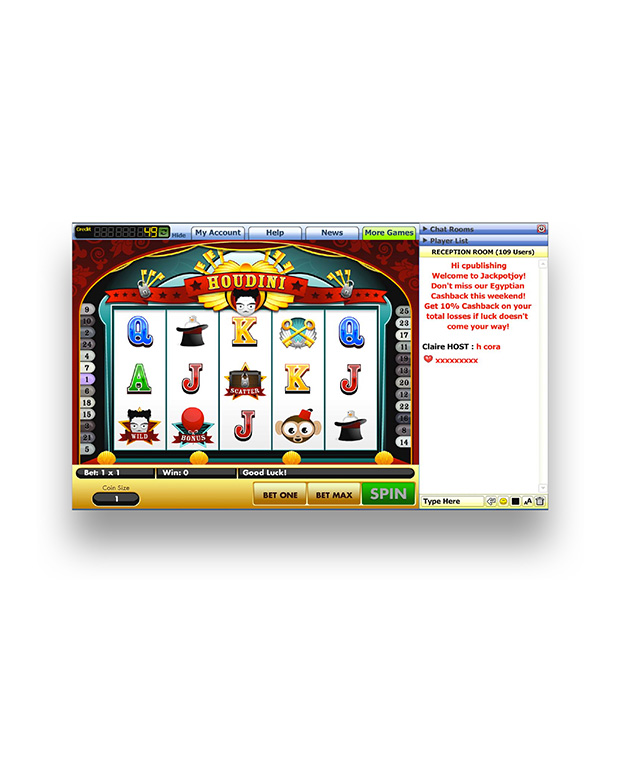 Credit 49 Hide My Account Help News More Games
HOUDINI
Q K Q
A J K J
SCATTER
WILD BONUS J
9
10
2
24
4
7
1
6
18
15
3
21
5
25
23
17
11
19
13
20
12
22
16
8
14
Bet: 1 x 1 Win: 0 Good Luck!
Coin Size
1
BET ONE BET MAX SPIN
Chat Rooms
Player List
RECEPTION ROOM (109 Users)
Hi cpublishing
Welcome to Jackpotjoy!
Don't miss our Egyptian
Cashback this weekend!
Get 10% Cashback on your
total losses if luck doesn't
come your way!
Claire HOST : h cora
xxxxxxxxx
Type Here AA